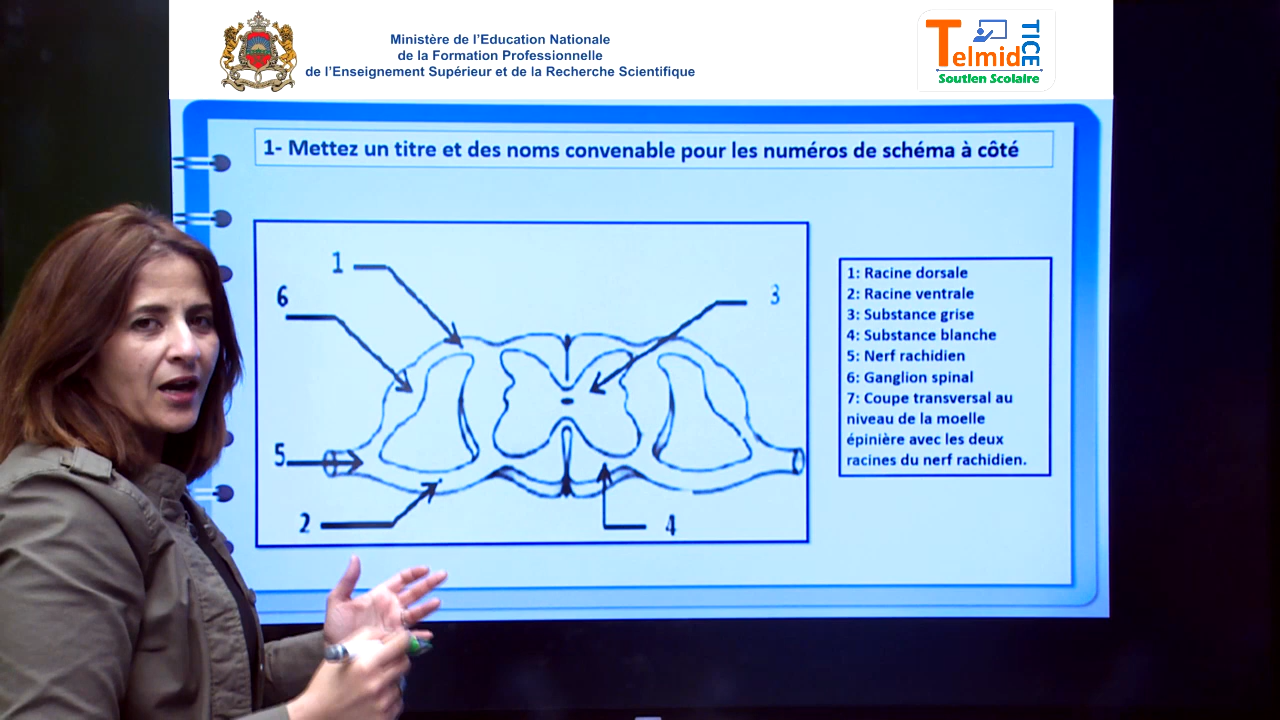 Ministère de l'Education Nationale
de la Formation Professionnelle
de l'Enseignement Supérieur et de la Recherche Scientifique
Telmid TICE
Soutien Scolaire
1- Mettez un titre et des noms convenable pour les numéros de schéma à côté
1
6
3
5
2
4
1: Racine dorsale
2: Racine ventrale
3: Substance grise
4: Substance blanche
5: Nerf rachidien
6: Ganglion spinal
7: Coupe transversal au
niveau de la moelle
épinière avec les deux
racines du nerf rachidien.